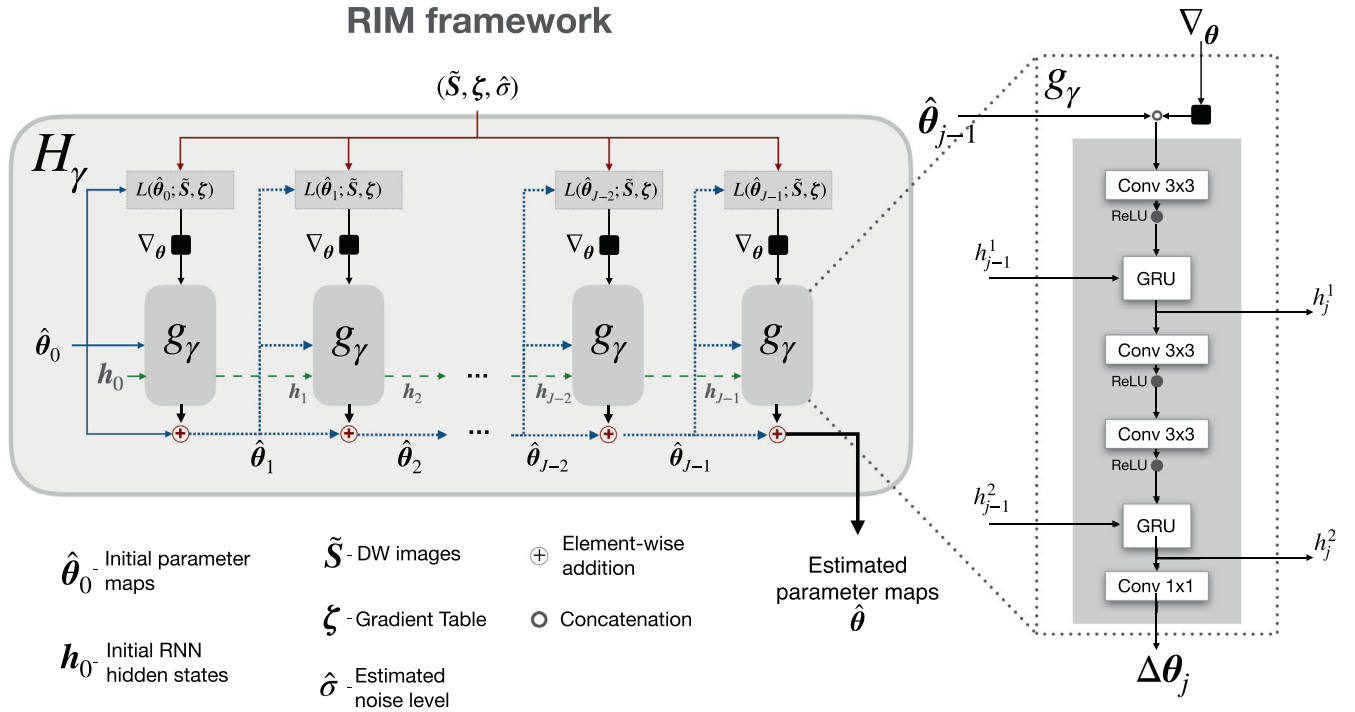 RIM framework
(S̃, ζ, σ̂)
H_γ
L(θ̂_0; S̃, ζ)
L(θ̂_1; S̃, ζ)
L(θ̂_{J−2}; S̃, ζ)
L(θ̂_{J−1}; S̃, ζ)
∇_θ
∇_θ
∇_θ
∇_θ
θ̂_0
g_γ
g_γ
g_γ
g_γ
h_0
h_1
h_2
...
h_{J−2}
h_{J−1}
...
θ̂_1
θ̂_2
θ̂_{J−2}
θ̂_{J−1}
Estimated
parameter maps
θ̂
θ̂_0 - Initial parameter
maps
h_0 - Initial RNN
hidden states
S̃ - DW images
ζ - Gradient Table
σ̂ - Estimated
noise level
Element-wise
addition
Concatenation
∇_θ
g_γ
θ̂_{j−1}
Conv 3x3
ReLU
h^1_{j−1}
GRU
h^1_j
Conv 3x3
ReLU
Conv 3x3
ReLU
h^2_{j−1}
GRU
h^2_j
Conv 1x1
Δθ_j